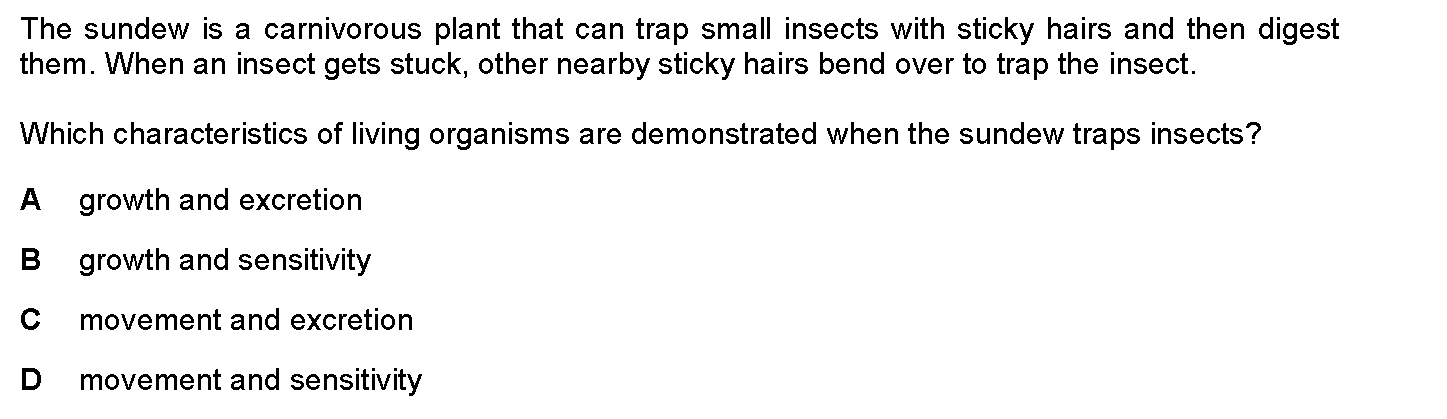 The sundew is a carnivorous plant that can trap small insects with sticky hairs and then digest
them. When an insect gets stuck, other nearby sticky hairs bend over to trap the insect.
Which characteristics of living organisms are demonstrated when the sundew traps insects?
A growth and excretion
B growth and sensitivity
C movement and excretion
D movement and sensitivity